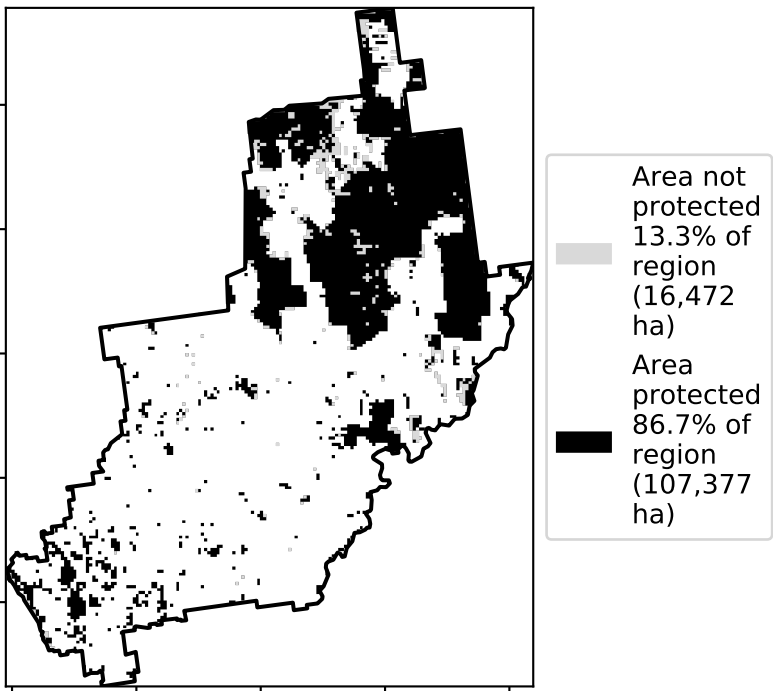 Area not
protected
13.3% of
region
(16,472
ha)
Area
protected
86.7% of
region
(107,377
ha)